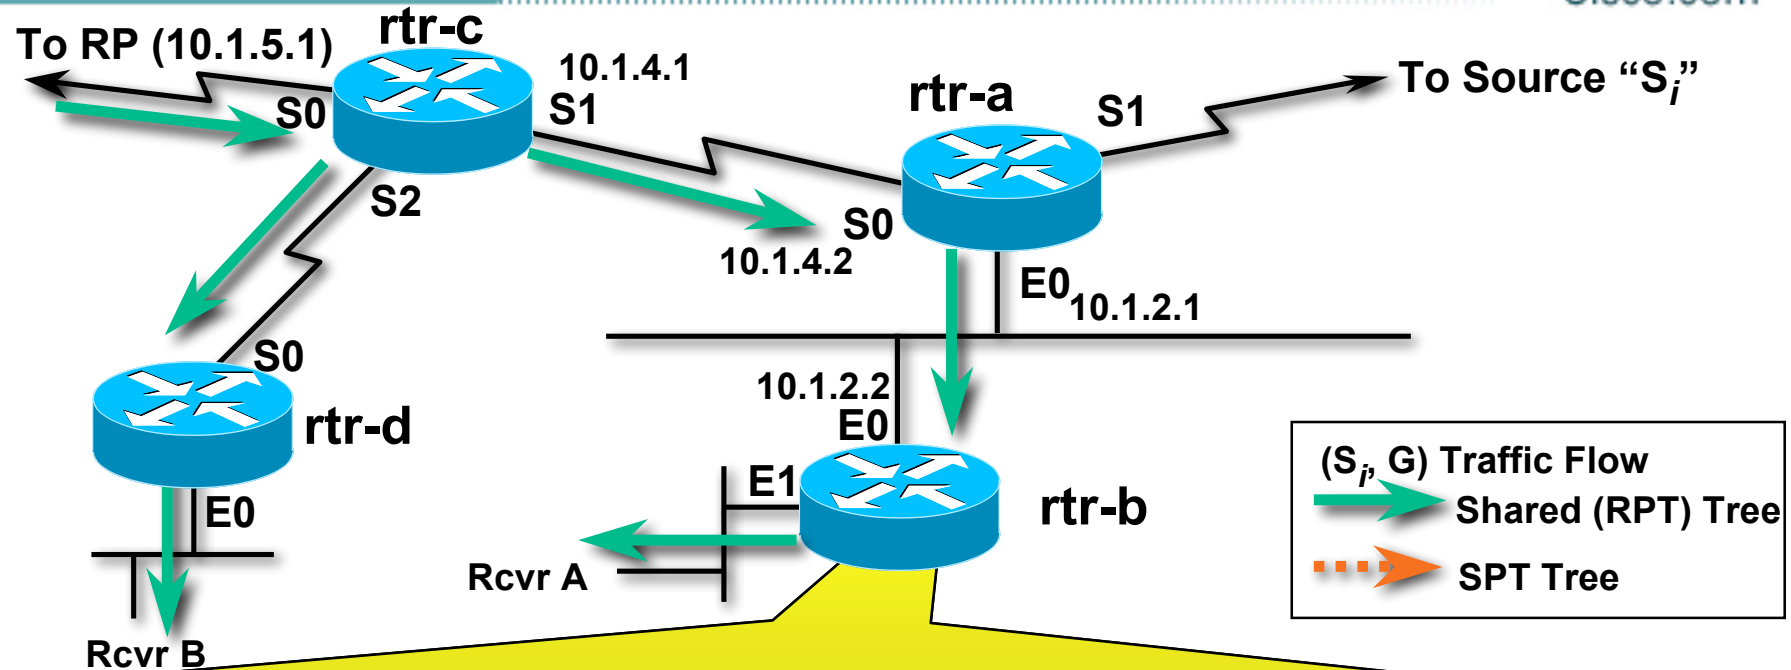 To RP (10.1.5.1)
rtr-c
10.1.4.1
S0
S1
S2
rtr-a
S1
To Source “Si”
S0
10.1.4.2
E0
10.1.2.1
S0
rtr-d
E0
Rcvr B
10.1.2.2
E0
E1
rtr-b
Rcvr A
(Si, G) Traffic Flow
Shared (RPT) Tree
SPT Tree